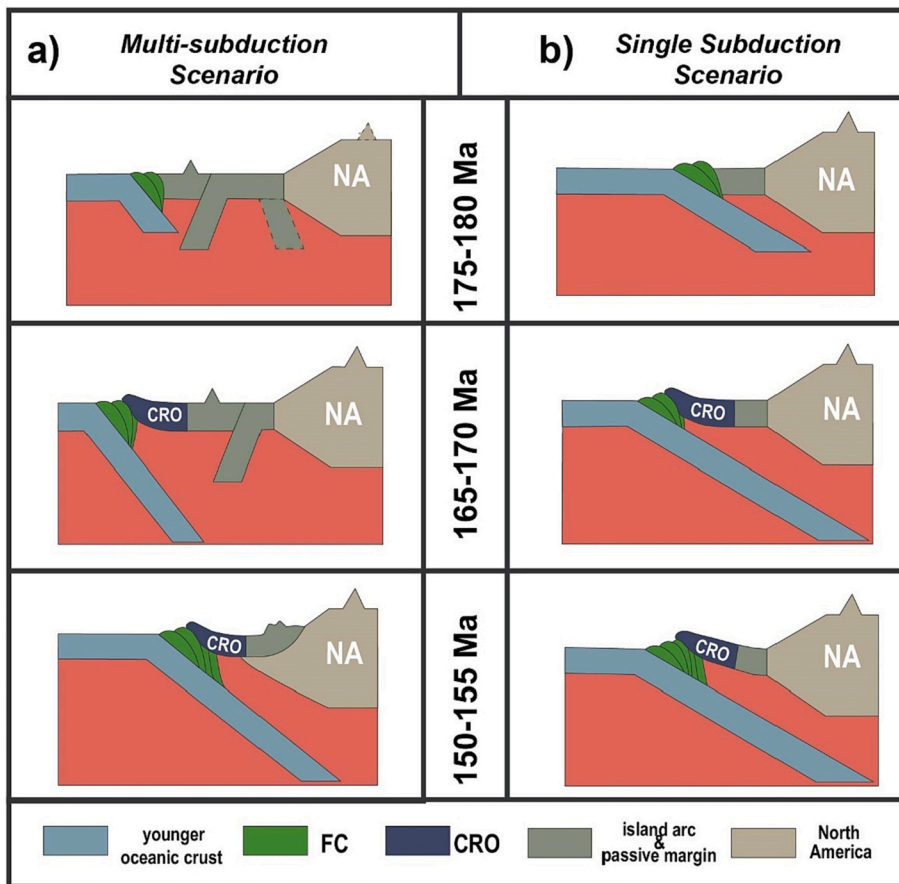 a)
Multi-subduction
Scenario
b)
Single Subduction
Scenario
NA
175-180 Ma
NA
CRO
NA
165-170 Ma
CRO
NA
CRO
NA
150-155 Ma
CRO
NA
younger
oceanic crust
FC
CRO
island arc
&
passive margin
North
America